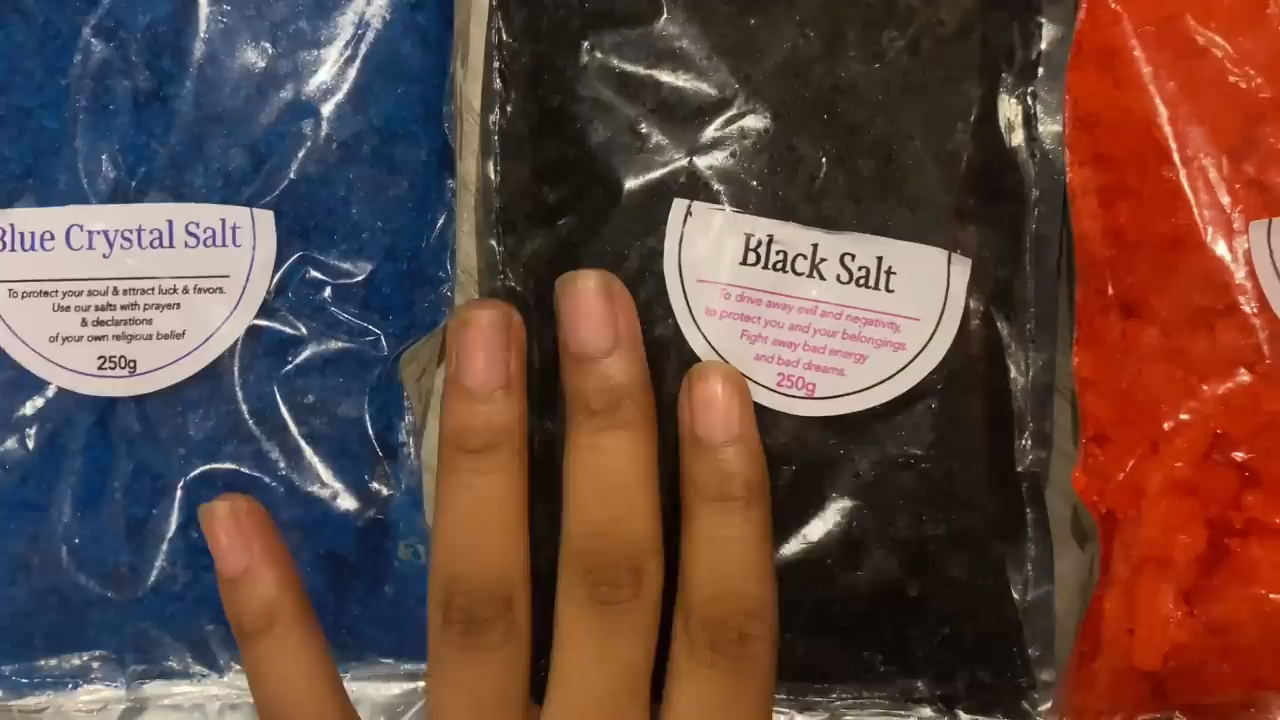 Blue Crystal Salt
To protect your soul & attract luck & favors.
Use our salts with prayers
& declarations
of your own religious belief
250g
Black Salt
To drive away evil and negativity,
to protect you and your belongings.
Fight away bad energy
and bad dreams.
250g